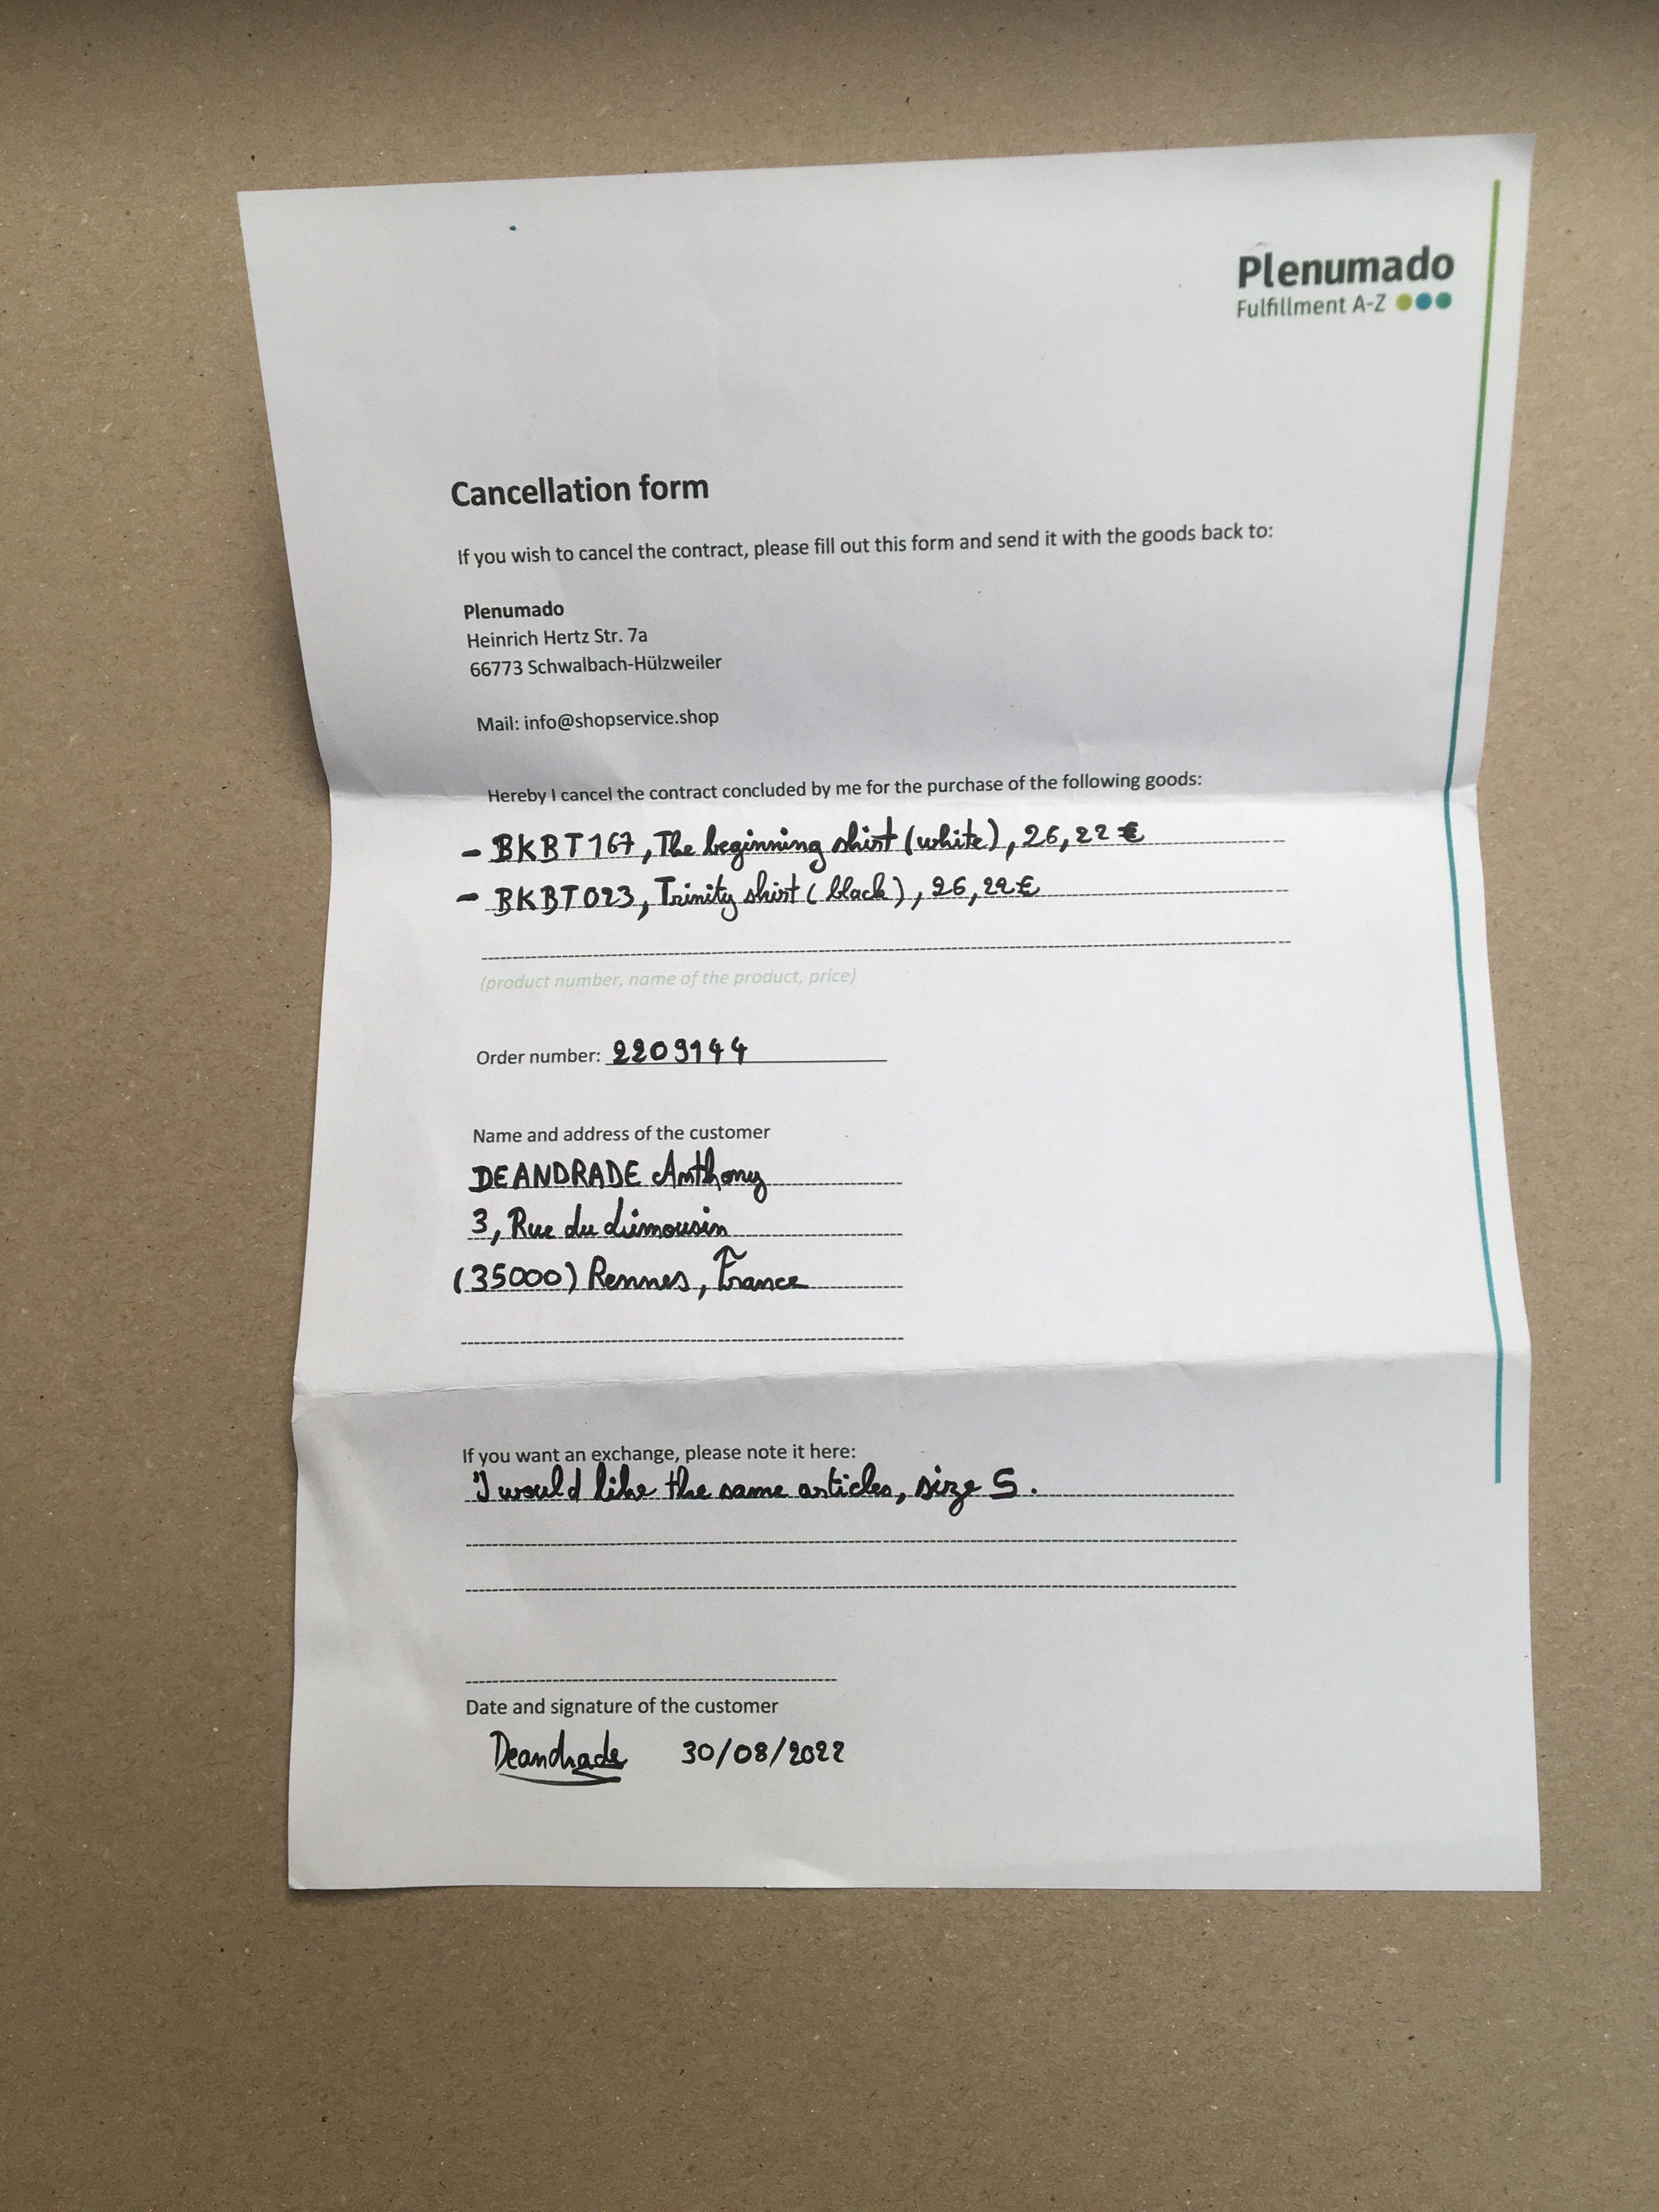 Plenumado
Fulfillment A-Z
Cancellation form
If you wish to cancel the contract, please fill out this form and send it with the goods back to:
Plenumado
Heinrich Hertz Str. 7a
66773 Schwalbach-Hülzweiler
Mail: info@shopservice.shop
Hereby I cancel the contract concluded by me for the purchase of the following goods:
- BKBT167, The beginning shirt (white), 26,22 €
- BKBT023, Trinity shirt (black), 26,22 €
(product number, name of the product, price)
Order number: 2209144
Name and address of the customer
DEANDRADE Anthony
3, Rue du Limousin
(35000) Rennes, France
If you want an exchange, please note it here:
I would like the same articles, size S.
Date and signature of the customer
Deandrade 30/08/2022